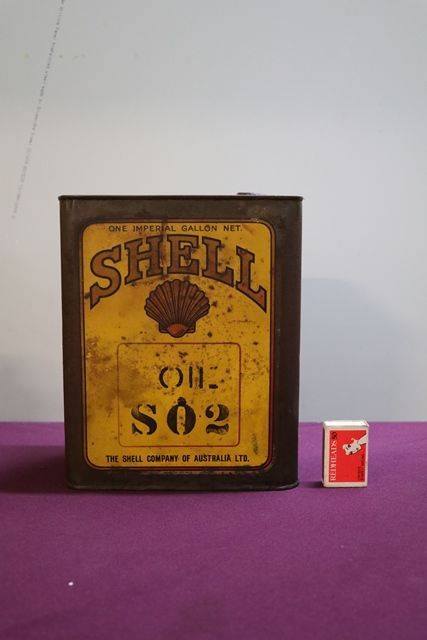 ONE IMPERIAL GALLON NET.
SHELL
OIL
SO2
THE SHELL COMPANY OF AUSTRALIA LTD.
REDHEADS